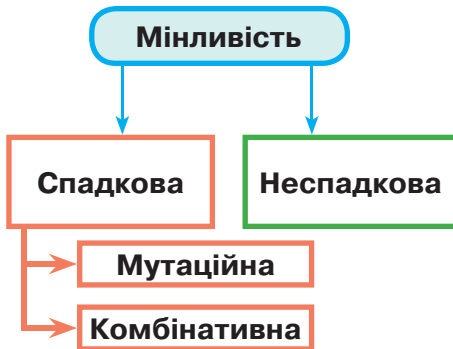 Мінливість
Спадкова
Неспадкова
Мутаційна
Комбінативна